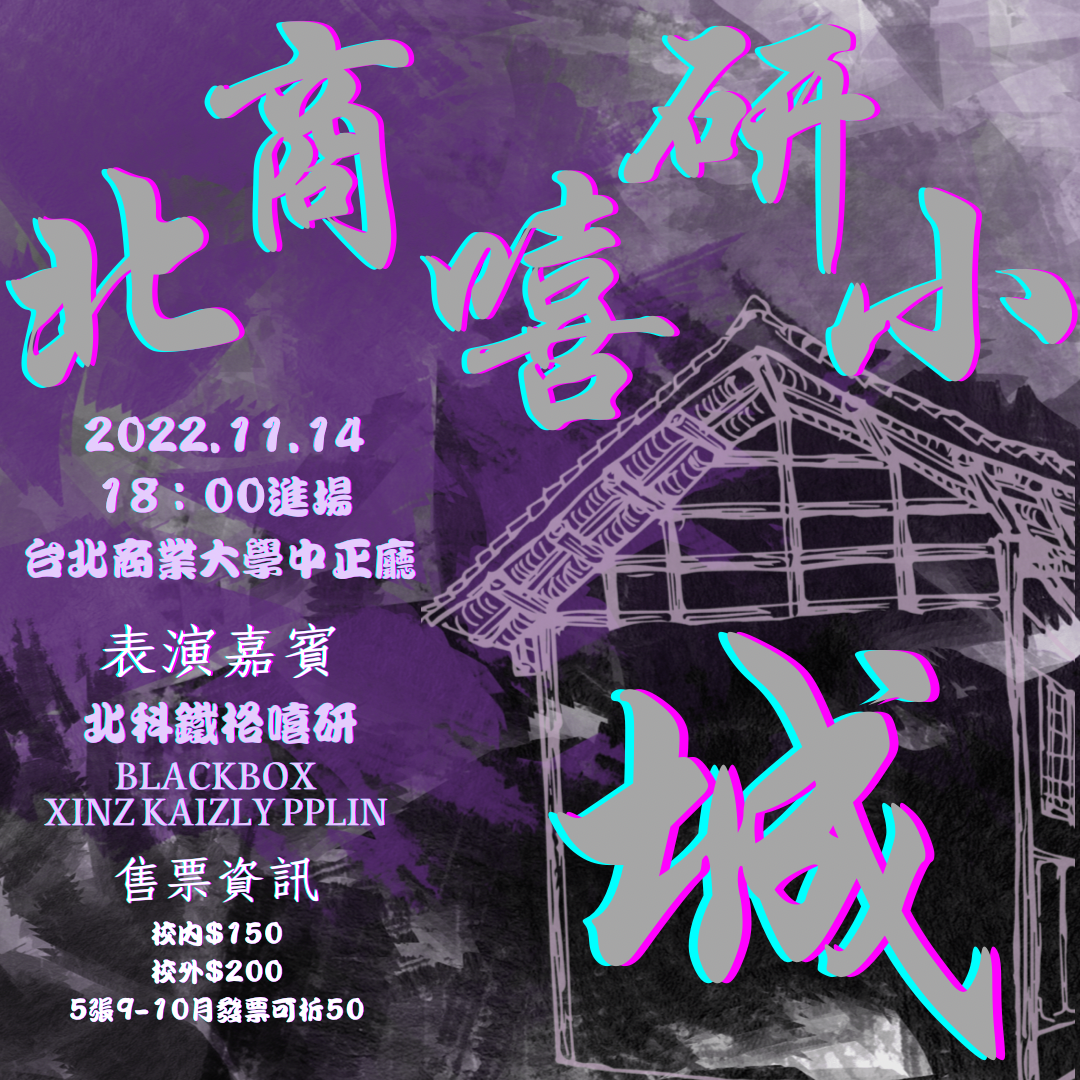 北商嘻研小城
2022.11.14
18：00進場
台北商業大學中正廳
表演嘉賓
北科鐵格嘻研
BLACKBOX
XINZ KAIZLY PPLIN
售票資訊
校內$150
校外$200
5張9-10月發票可折50